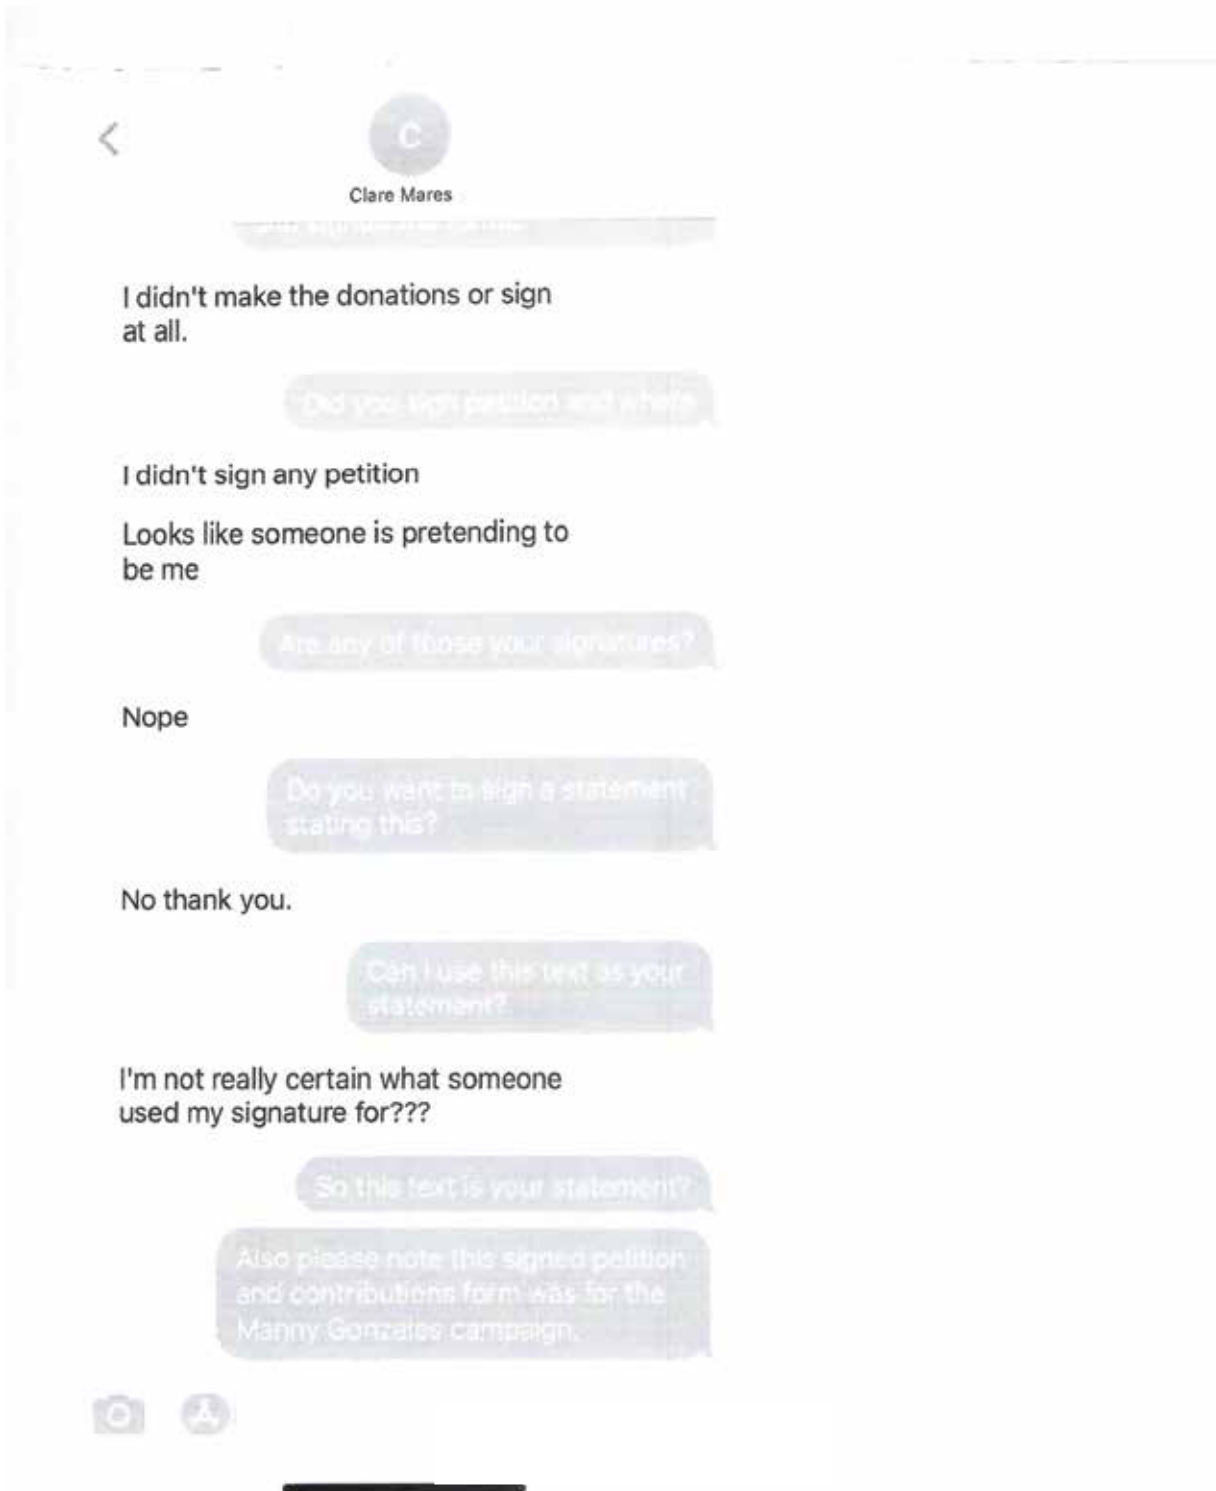 C
Clare Mares
I didn't make the donations or sign
at all.
Did you sign petition and where
I didn't sign any petition
Looks like someone is pretending to
be me
Are any of those your signatures?
Nope
Do you want to sign a statement
stating this?
No thank you.
Can I use this text as your
statement?
I'm not really certain what someone
used my signature for???
So this text is your statement?
Also please note this signed petition
and contributions form was for the
Manny Gonzales campaign.